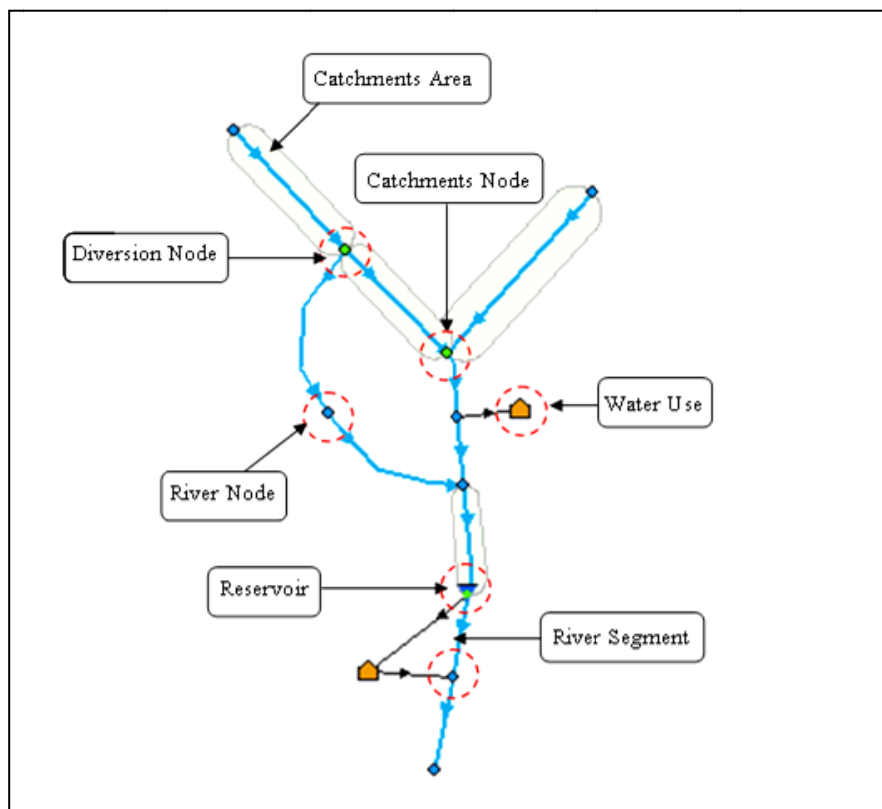 Catchments Area
Catchments Node
Diversion Node
Water Use
River Node
Reservoir
River Segment